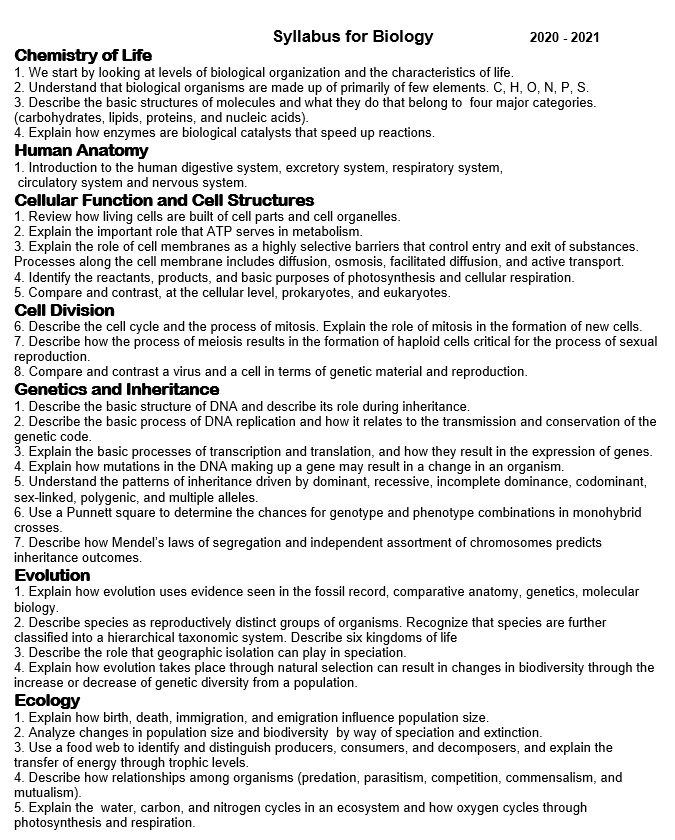 Syllabus for Biology 2020 - 2021
Chemistry of Life
1. We start by looking at levels of biological organization and the characteristics of life.
2. Understand that biological organisms are made up of primarily of few elements. C, H, O, N, P, S.
3. Describe the basic structures of molecules and what they do that belong to  four major categories.
(carbohydrates, lipids, proteins, and nucleic acids).
4. Explain how enzymes are biological catalysts that speed up reactions.
Human Anatomy
1. Introduction to the human digestive system, excretory system, respiratory system,
circulatory system and nervous system.
Cellular Function and Cell Structures
1. Review how living cells are built of cell parts and cell organelles.
2. Explain the important role that ATP serves in metabolism.
3. Explain the role of cell membranes as a highly selective barriers that control entry and exit of substances.
Processes along the cell membrane includes diffusion, osmosis, facilitated diffusion, and active transport.
4. Identify the reactants, products, and basic purposes of photosynthesis and cellular respiration.
5. Compare and contrast, at the cellular level, prokaryotes, and eukaryotes.
Cell Division
6. Describe the cell cycle and the process of mitosis. Explain the role of mitosis in the formation of new cells.
7. Describe how the process of meiosis results in the formation of haploid cells critical for the process of sexual
reproduction.
8. Compare and contrast a virus and a cell in terms of genetic material and reproduction.
Genetics and Inheritance
1. Describe the basic structure of DNA and describe its role during inheritance.
2. Describe the basic process of DNA replication and how it relates to the transmission and conservation of the
genetic code.
3. Explain the basic processes of transcription and translation, and how they result in the expression of genes.
4. Explain how mutations in the DNA making up a gene may result in a change in an organism.
5. Understand the patterns of inheritance driven by dominant, recessive, incomplete dominance, codominant,
sex-linked, polygenic, and multiple alleles.
6. Use a Punnett square to determine the chances for genotype and phenotype combinations in monohybrid
crosses.
7. Describe how Mendel's laws of segregation and independent assortment of chromosomes predicts
inheritance outcomes.
Evolution
1. Explain how evolution uses evidence seen in the fossil record, comparative anatomy, genetics, molecular
biology.
2. Describe species as reproductively distinct groups of organisms. Recognize that species are further
classified into a hierarchical taxonomic system. Describe six kingdoms of life
3. Describe the role that geographic isolation can play in speciation.
4. Explain how evolution takes place through natural selection can result in changes in biodiversity through the
increase or decrease of genetic diversity from a population.
Ecology
1. Explain how birth, death, immigration, and emigration influence population size.
2. Analyze changes in population size and biodiversity  by way of speciation and extinction.
3. Use a food web to identify and distinguish producers, consumers, and decomposers, and explain the
transfer of energy through trophic levels.
4. Describe how relationships among organisms (predation, parasitism, competition, commensalism, and
mutualism).
5. Explain the  water, carbon, and nitrogen cycles in an ecosystem and how oxygen cycles through
photosynthesis and respiration.